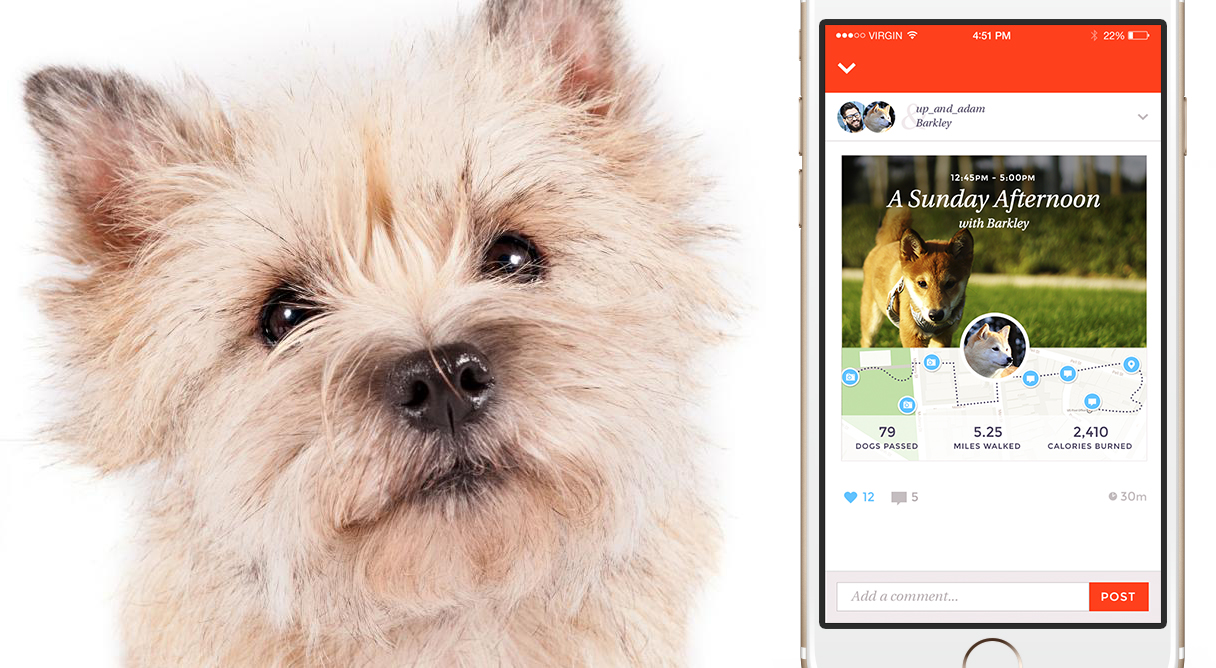 VIRGIN 4:51 PM 22%
& up_and_adam
Barkley
12:45PM - 5:00PM
A Sunday Afternoon
with Barkley
79 5.25 2,410
DOGS PASSED MILES WALKED CALORIES BURNED
12 5 30m
Add a comment... POST